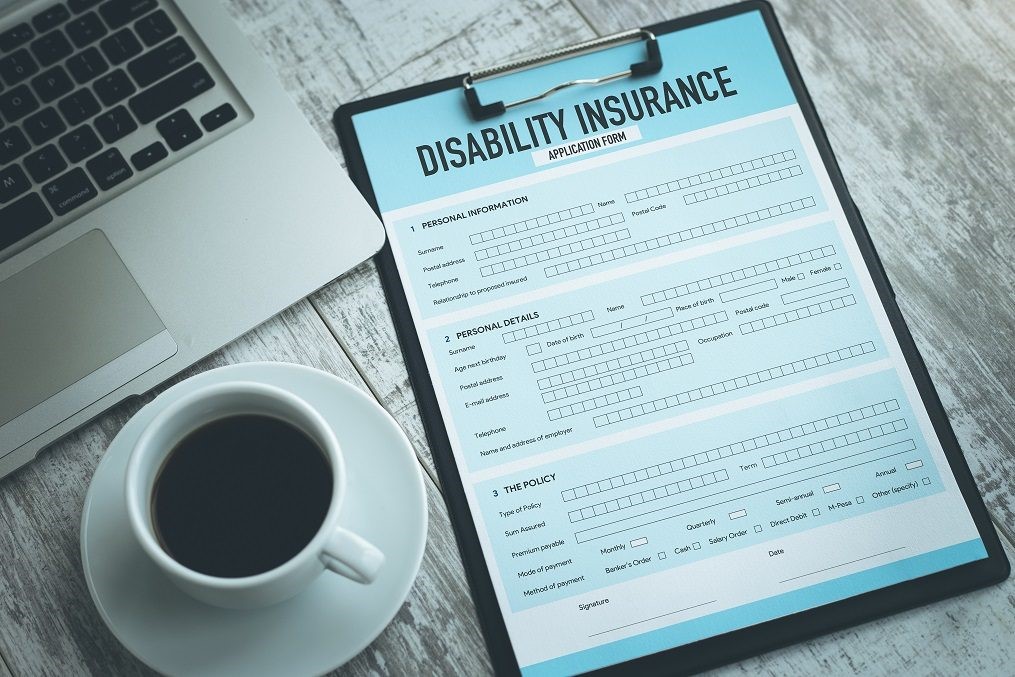 K
L
O
P
M
command
option
DISABILITY INSURANCE
APPLICATION FORM
1 PERSONAL INFORMATION
Surname
Name
Postal address
Postal Code
Telephone
Relationship to proposed insured
2 PERSONAL DETAILS
Surname
Name
Male Female
Age next birthday
Date of birth / /
Place of birth
Postal address
Postal code
E-mail address
Occupation
Telephone
Name and address of employer
3 THE POLICY
Type of Policy
Sum Assured
Term
Premium payable
Mode of payment
Monthly Quarterly Semi-annual Annual
Method of payment
Banker's Order Cash Salary Order Direct Debit M-Pesa Other (specify)
Signature
Date